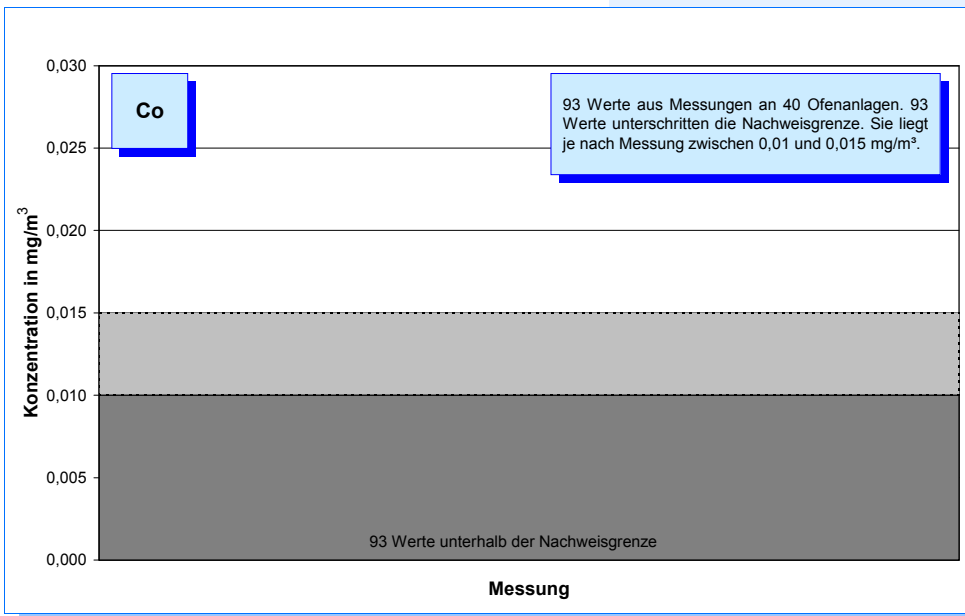 0,030
Co
93 Werte aus Messungen an 40 Ofenanlagen. 93
Werte unterschritten die Nachweisgrenze. Sie liegt
je nach Messung zwischen 0,01 und 0,015 mg/m³.
0,025
0,020
0,015
0,010
0,005
0,000
Konzentration in mg/m³
93 Werte unterhalb der Nachweisgrenze
Messung